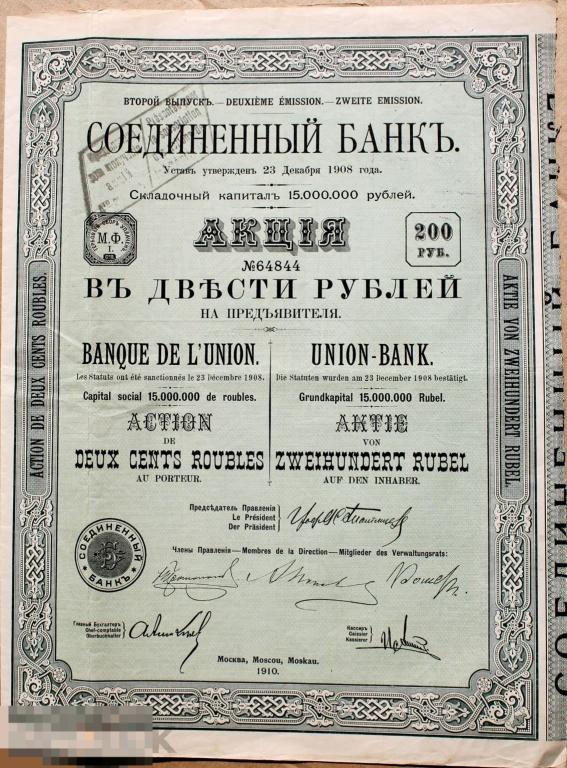 ВТОРОЙ ВЫПУСКЪ.—DEUXIÈME ÉMISSION.—ZWEITE EMISSION.
СОЕДИНЕННЫЙ БАНКЪ.
Уставъ утвержденъ 23 Декабря 1908 года.
Складочный капиталъ 15.000.000 рублей.
М.Ф.
I.
АКЦІЯ
200
РУБ.
№64844
ВЪ ДВѢСТИ РУБЛЕЙ
НА ПРЕДЪЯВИТЕЛЯ.
BANQUE DE L'UNION.
Les Statuts ont été sanctionnés le 23 Décembre 1908.
Capital social 15.000.000 de roubles.
ACTION
DE
DEUX CENTS ROUBLES
AU PORTEUR.
UNION-BANK.
Die Statuten wurden am 23 December 1908 bestätigt.
Grundkapital 15.000.000 Rubel.
AKTIE
VON
ZWEIHUNDERT RUBEL
AUF DEN INHABER.
ACTION DE DEUX CENTS ROUBLES.
AKTIE VON ZWEIHUNDERT RUBEL.
Предсѣдатель Правленія
Le Président
Der Präsident
СОЕДИНЕННЫЙ
БАНКЪ
Члены Правленія—Membres de la Direction—Mitglieder des Verwaltungsrats:
Главный Бухгалтеръ
Chef-comptable
Oberbuchhalter
Кассиръ
Caissier
Kassierer
Москва, Moscou, Moskau.
1910.
СОЕДИНЕННЫЙ БАНКЪ